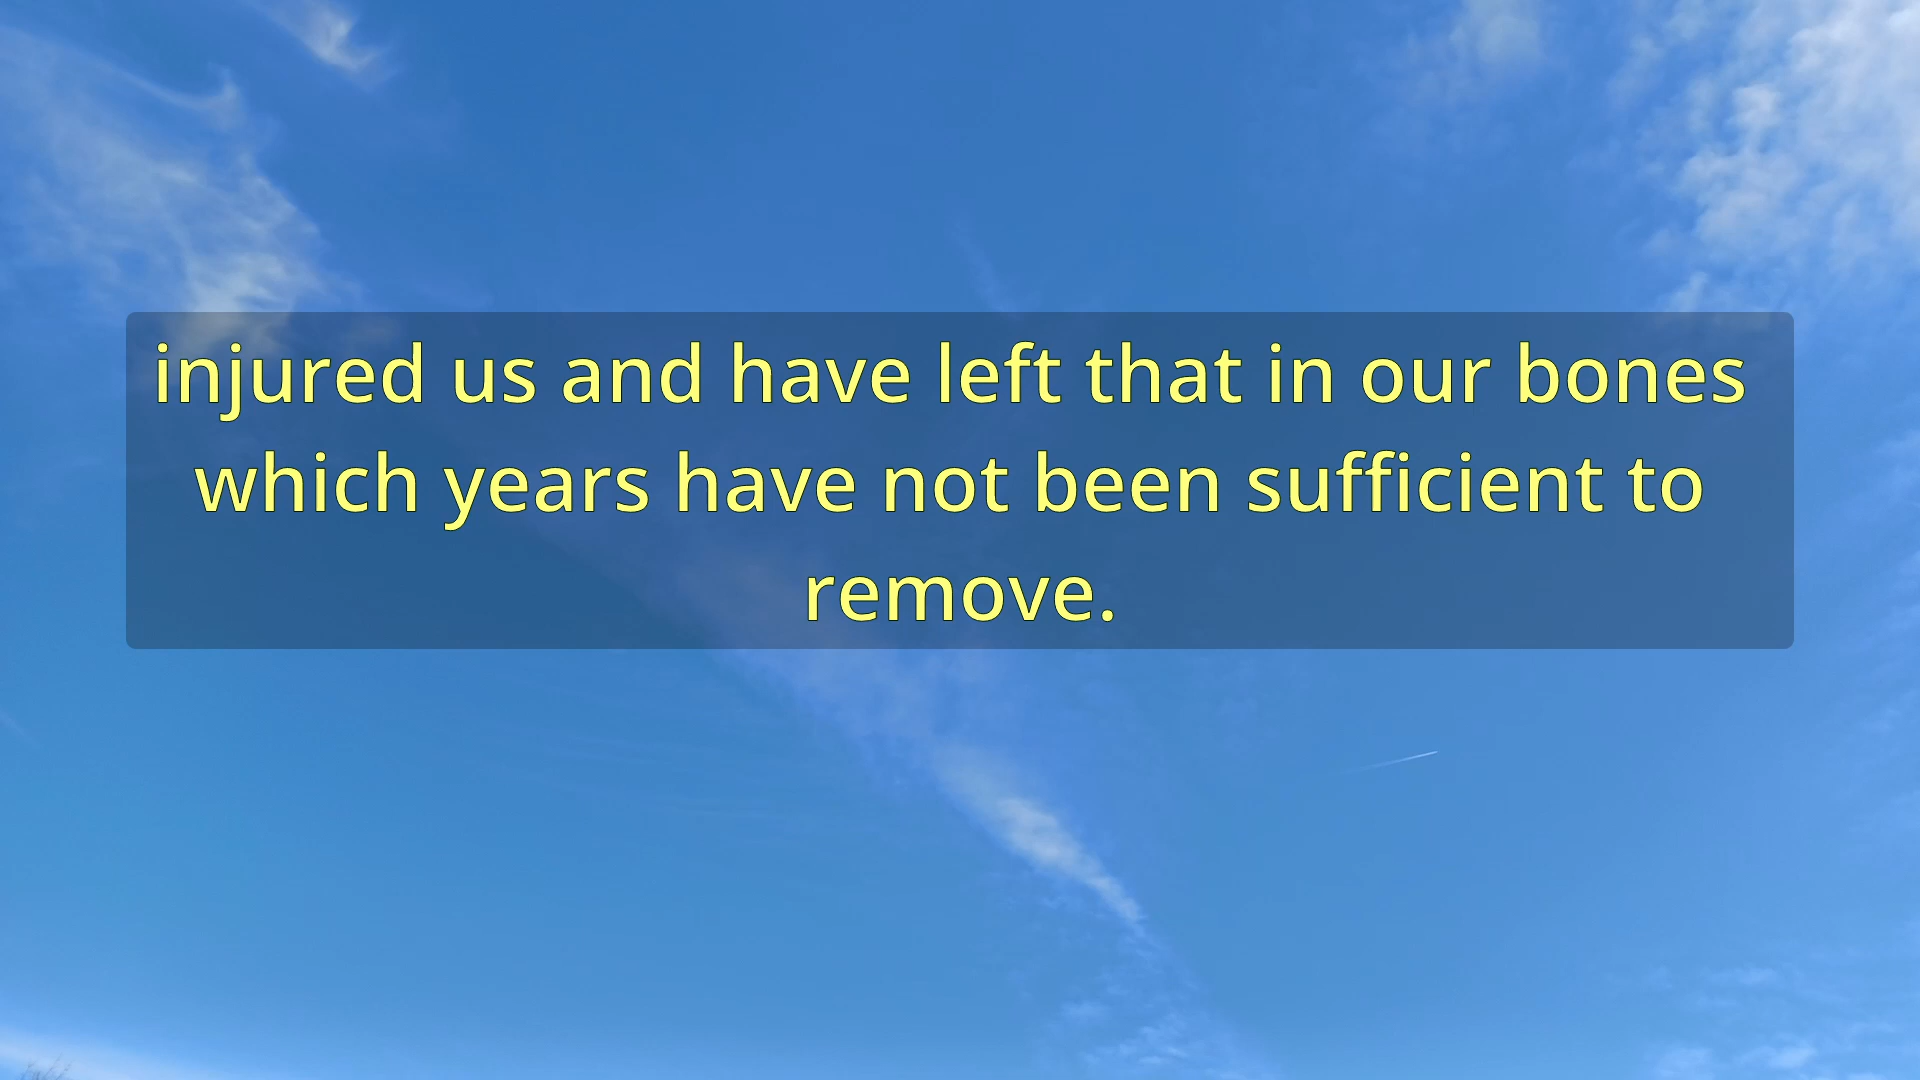 injured us and have left that in our bones
which years have not been sufficient to
remove.